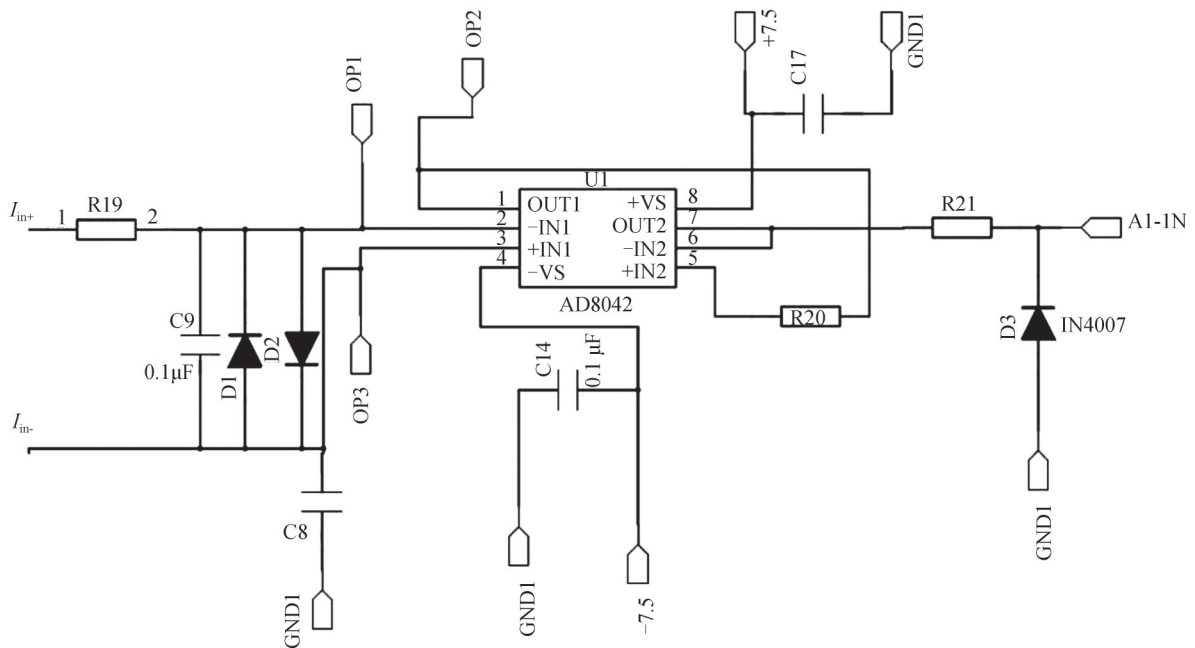 OP2
+7.5
GND1
C17
OP1
U1
I_in+
1
R19
2
1
OUT1
+VS
8
2
−IN1
OUT2
7
3
+IN1
−IN2
6
4
−VS
+IN2
5
R21
A1-1N
AD8042
R20
C9
0.1μF
D1
D2
OP3
C14
0.1 μF
D3
IN4007
I_in-
C8
GND1
GND1
−7.5
GND1